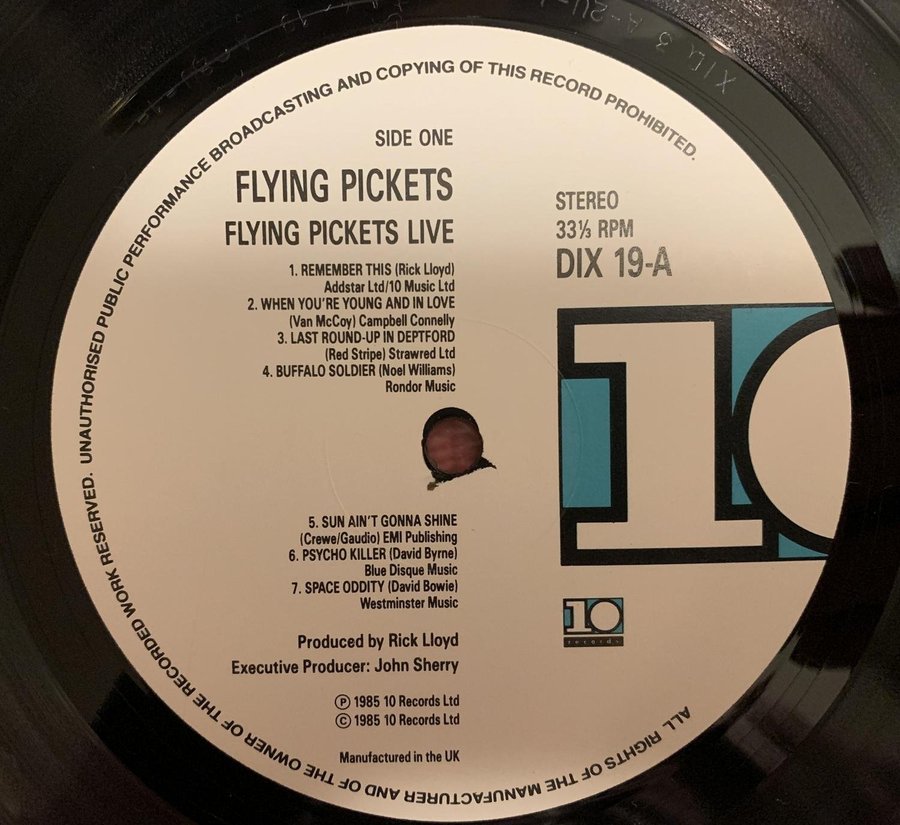 ALL RIGHTS OF THE MANUFACTURER AND OF THE OWNER OF THE RECORDED WORK RESERVED. UNAUTHORISED PUBLIC PERFORMANCE BROADCASTING AND COPYING OF THIS RECORD PROHIBITED.
SIDE ONE
FLYING PICKETS
FLYING PICKETS LIVE
1. REMEMBER THIS (Rick Lloyd)
Addstar Ltd/10 Music Ltd
2. WHEN YOU'RE YOUNG AND IN LOVE
(Van McCoy) Campbell Connelly
3. LAST ROUND-UP IN DEPTFORD
(Red Stripe) Strawred Ltd
4. BUFFALO SOLDIER (Noel Williams)
Rondor Music
5. SUN AIN'T GONNA SHINE
(Crewe/Gaudio) EMI Publishing
6. PSYCHO KILLER (David Byrne)
Blue Disque Music
7. SPACE ODDITY (David Bowie)
Westminster Music
Produced by Rick Lloyd
Executive Producer: John Sherry
Ⓟ 1985 10 Records Ltd
© 1985 10 Records Ltd
Manufactured in the UK
STEREO
33⅓ RPM
DIX 19-A
10
10
records